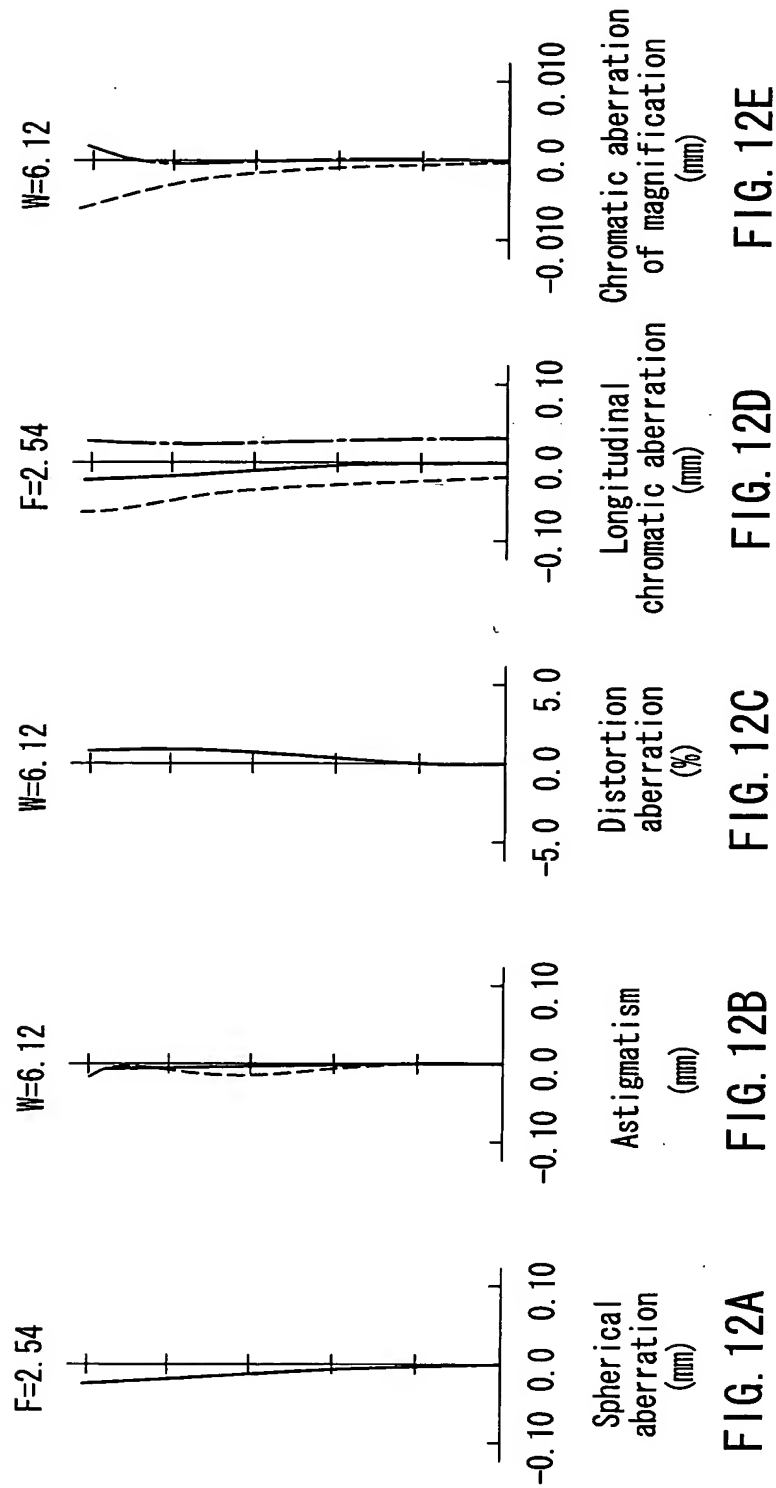 F=2.54
-0.10 0.0 0.10
Spherical
aberration
(mm)
FIG. 12A
W=6.12
-0.10 0.0 0.10
Astigmatism
(mm)
FIG. 12B
W=6.12
-5.0 0.0 5.0
Distortion
aberration
(%)
FIG. 12C
F=2.54
-0.10 0.0 0.10
Longitudinal
chromatic aberration
(mm)
FIG. 12D
W=6.12
-0.010 0.0 0.010
Chromatic aberration
of magnification
(mm)
FIG. 12E